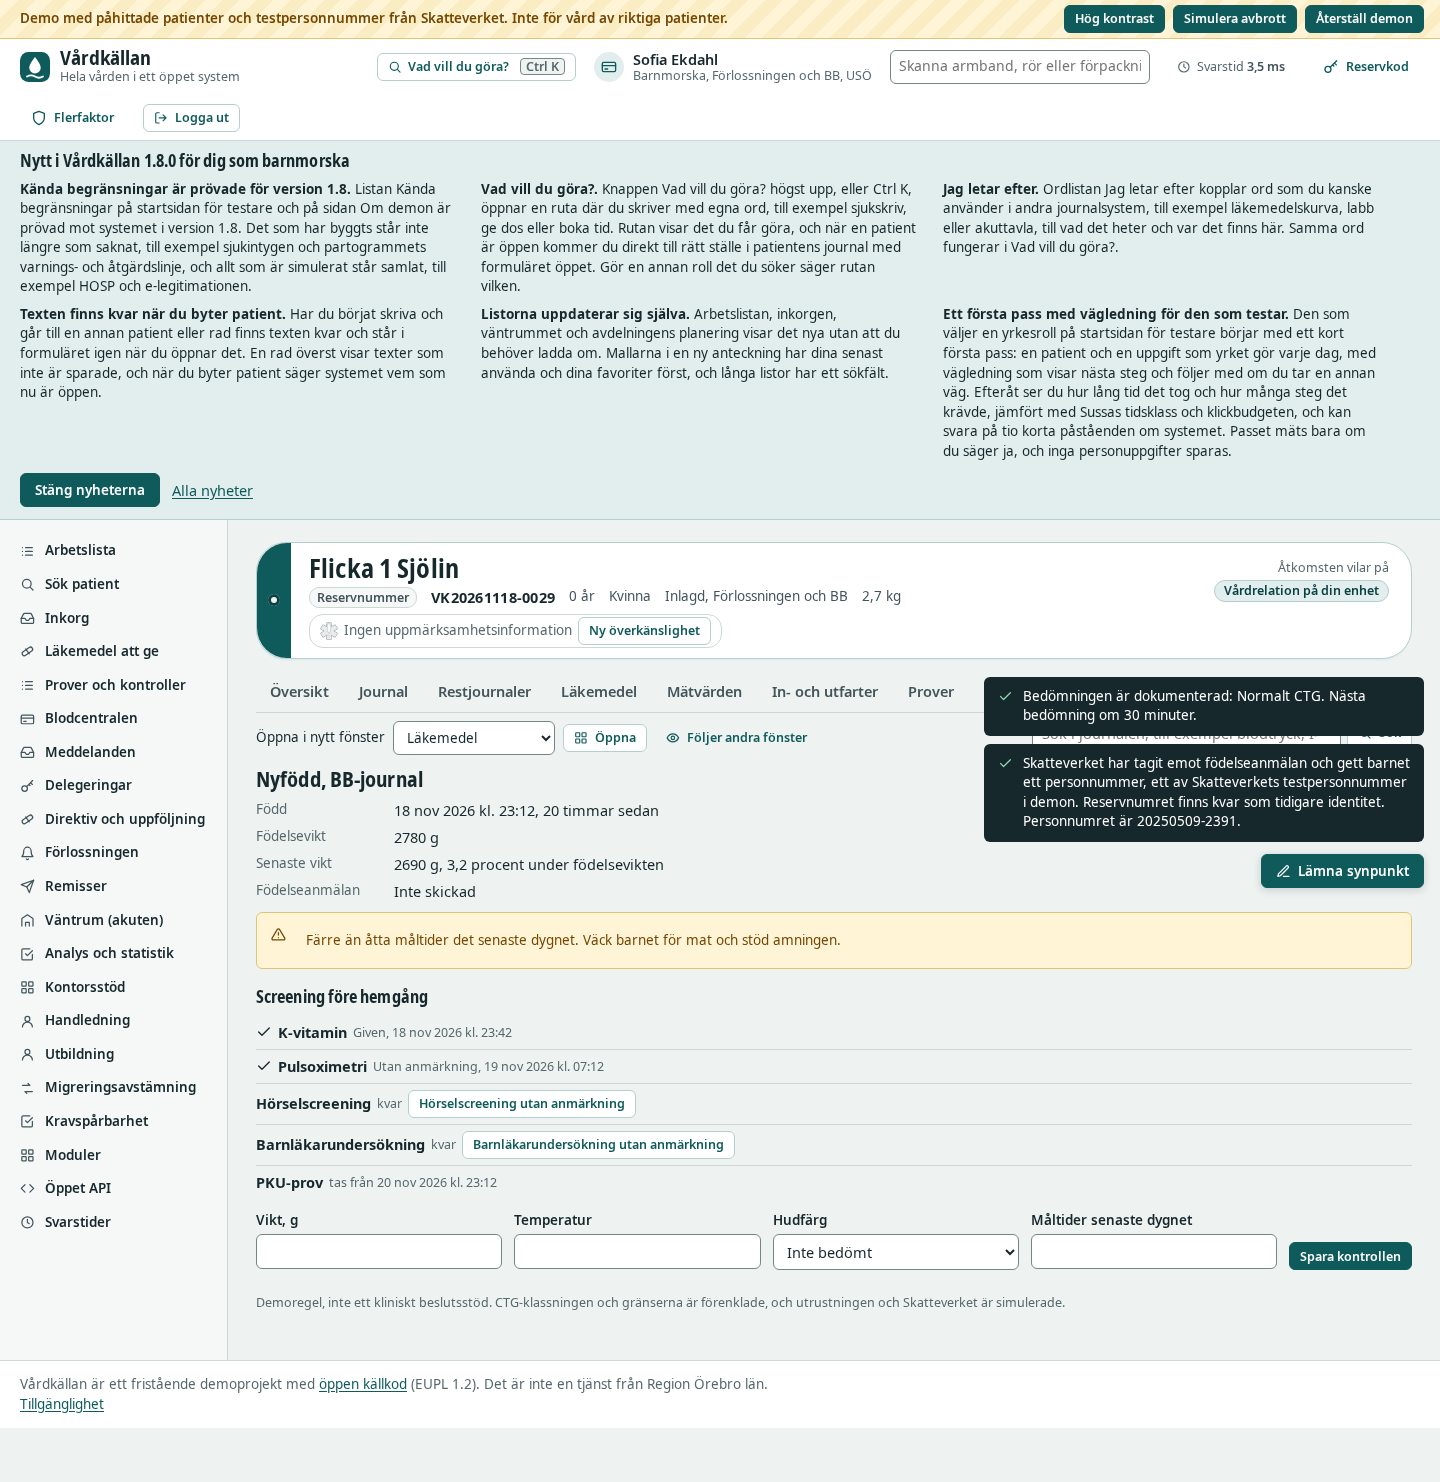 Demo med påhittade patienter och testpersonnummer från Skatteverket. Inte för vård av riktiga patienter.
Hög kontrast
Simulera avbrott
Återställ demon
Vårdkällan
Hela vården i ett öppet system
Vad vill du göra? Ctrl K
Sofia Ekdahl
Barnmorska, Förlossningen och BB, USÖ
Skanna armband, rör eller förpackni
Svarstid 3,5 ms
Reservkod
Flerfaktor
Logga ut
Nytt i Vårdkällan 1.8.0 för dig som barnmorska
Kända begränsningar är prövade för version 1.8. Listan Kända
begränsningar på startsidan för testare och på sidan Om demon är
prövad mot systemet i version 1.8. Det som har byggts står inte
längre som saknat, till exempel sjukintygen och partogrammets
varnings- och åtgärdslinje, och allt som är simulerat står samlat, till
exempel HOSP och e-legitimationen.
Vad vill du göra?. Knappen Vad vill du göra? högst upp, eller Ctrl K,
öppnar en ruta där du skriver med egna ord, till exempel sjukskriv,
ge dos eller boka tid. Rutan visar det du får göra, och när en patient
är öppen kommer du direkt till rätt ställe i patientens journal med
formuläret öppet. Gör en annan roll det du söker säger rutan
vilken.
Jag letar efter. Ordlistan Jag letar efter kopplar ord som du kanske
använder i andra journalsystem, till exempel läkemedelskurva, labb
eller akuttavla, till vad det heter och var det finns här. Samma ord
fungerar i Vad vill du göra?.
Texten finns kvar när du byter patient. Har du börjat skriva och
går till en annan patient eller rad finns texten kvar och står i
formuläret igen när du öppnar det. En rad överst visar texter som
inte är sparade, och när du byter patient säger systemet vem som
nu är öppen.
Listorna uppdaterar sig själva. Arbetslistan, inkorgen,
väntrummet och avdelningens planering visar det nya utan att du
behöver ladda om. Mallarna i en ny anteckning har dina senast
använda och dina favoriter först, och långa listor har ett sökfält.
Ett första pass med vägledning för den som testar. Den som
väljer en yrkesroll på startsidan för testare börjar med ett kort
första pass: en patient och en uppgift som yrket gör varje dag, med
vägledning som visar nästa steg och följer med om du tar en annan
väg. Efteråt ser du hur lång tid det tog och hur många steg det
krävde, jämfört med Sussas tidsklass och klickbudgeten, och kan
svara på tio korta påståenden om systemet. Passet mäts bara om
du säger ja, och inga personuppgifter sparas.
Stäng nyheterna
Alla nyheter
Arbetslista
Sök patient
Inkorg
Läkemedel att ge
Prover och kontroller
Blodcentralen
Meddelanden
Delegeringar
Direktiv och uppföljning
Förlossningen
Remisser
Väntrum (akuten)
Analys och statistik
Kontorsstöd
Handledning
Utbildning
Migreringsavstämning
Kravspårbarhet
Moduler
Öppet API
Svarstider
Flicka 1 Sjölin
Reservnummer VK20261118-0029 0 år Kvinna Inlagd, Förlossningen och BB 2,7 kg
Ingen uppmärksamhetsinformation Ny överkänslighet
Åtkomsten vilar på
Vårdrelation på din enhet
Översikt Journal Restjournaler Läkemedel Mätvärden In- och utfarter Prover
Öppna i nytt fönster Läkemedel Öppna Följer andra fönster
Bedömningen är dokumenterad: Normalt CTG. Nästa
bedömning om 30 minuter.
Skatteverket har tagit emot födelseanmälan och gett barnet
ett personnummer, ett av Skatteverkets testpersonnummer
i demon. Reservnumret finns kvar som tidigare identitet.
Personnumret är 20250509-2391.
Lämna synpunkt
Nyfödd, BB-journal
Född 18 nov 2026 kl. 23:12, 20 timmar sedan
Födelsevikt 2780 g
Senaste vikt 2690 g, 3,2 procent under födelsevikten
Födelseanmälan Inte skickad
Färre än åtta måltider det senaste dygnet. Väck barnet för mat och stöd amningen.
Screening före hemgång
K-vitamin Given, 18 nov 2026 kl. 23:42
Pulsoximetri Utan anmärkning, 19 nov 2026 kl. 07:12
Hörselscreening kvar Hörselscreening utan anmärkning
Barnläkarundersökning kvar Barnläkarundersökning utan anmärkning
PKU-prov tas från 20 nov 2026 kl. 23:12
Vikt, g Temperatur Hudfärg Måltider senaste dygnet
Inte bedömt
Spara kontrollen
Demoregel, inte ett kliniskt beslutsstöd. CTG-klassningen och gränserna är förenklade, och utrustningen och Skatteverket är simulerade.
Vårdkällan är ett fristående demoprojekt med öppen källkod (EUPL 1.2). Det är inte en tjänst från Region Örebro län.
Tillgänglighet